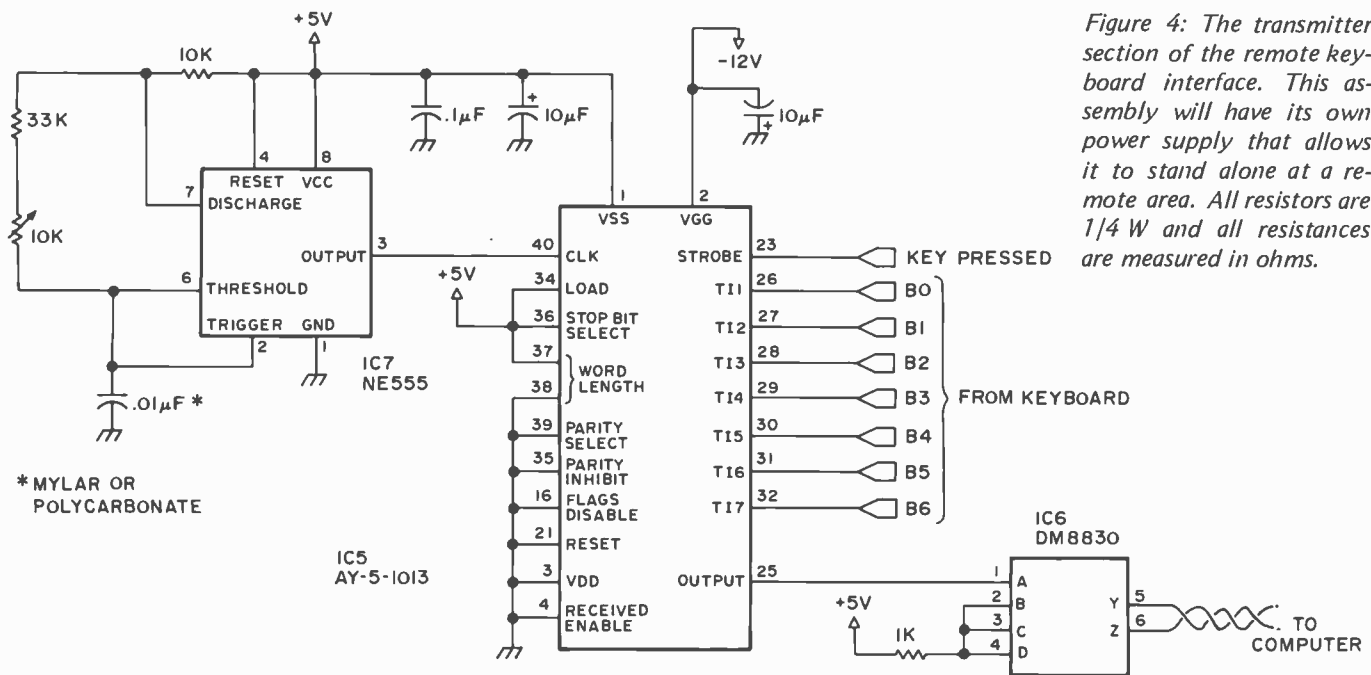 Figure 4: The transmitter
section of the remote key-
board interface. This as-
sembly will have its own
power supply that allows
it to stand alone at a re-
mote area. All resistors are
1/4 W and all resistances
are measured in ohms.
+5V
10K
33K
10K
.1μF
+
10μF
-12V
10μF
+
4
8
RESET
VCC
7
DISCHARGE
OUTPUT
3
6
THRESHOLD
TRIGGER
GND
2
1
IC7
NE555
.01μF *
* MYLAR OR
POLYCARBONATE
1
2
VSS
VGG
40
CLK
+5V
34
LOAD
36
STOP BIT
SELECT
37
WORD
LENGTH
38
39
PARITY
SELECT
35
PARITY
INHIBIT
16
FLAGS
DISABLE
21
RESET
3
VDD
4
RECEIVED
ENABLE
IC5
AY-5-1013
STROBE
23
KEY PRESSED
TI1
26
B0
TI2
27
B1
TI3
28
B2
TI4
29
B3
TI5
30
B4
TI6
31
B5
TI7
32
B6
FROM KEYBOARD
OUTPUT
25
IC6
DM8830
1
A
2
B
3
C
4
D
Y
5
Z
6
+5V
1K
TO
COMPUTER